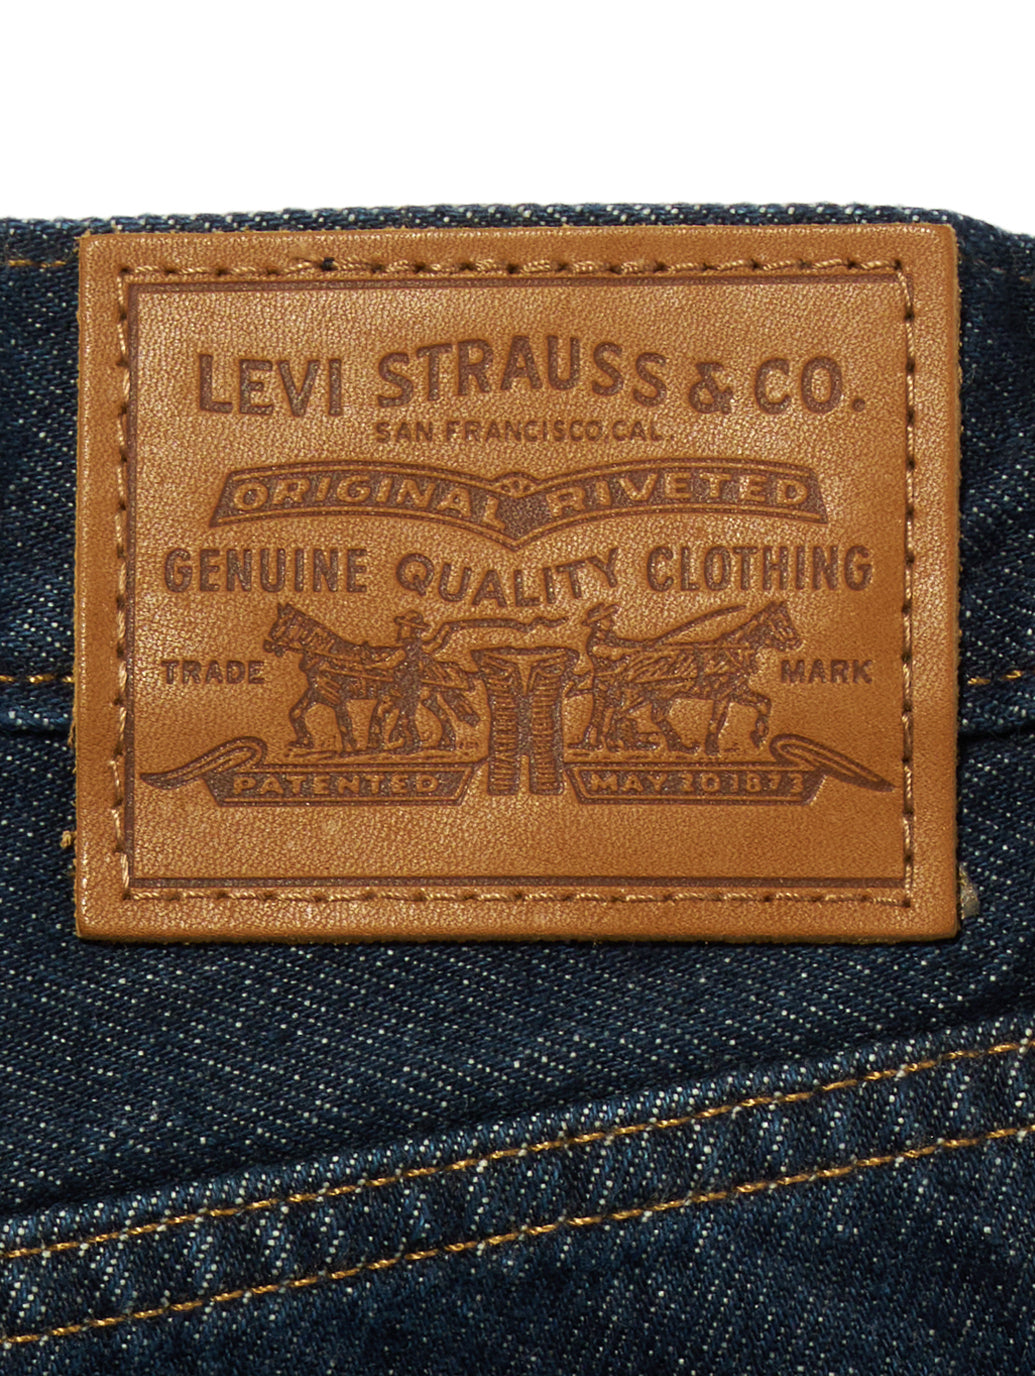 LEVI STRAUSS & CO.
SAN FRANCISCO, CAL.
ORIGINAL RIVETED
GENUINE QUALITY CLOTHING
TRADE MARK
PATENTED MAY 20 1873